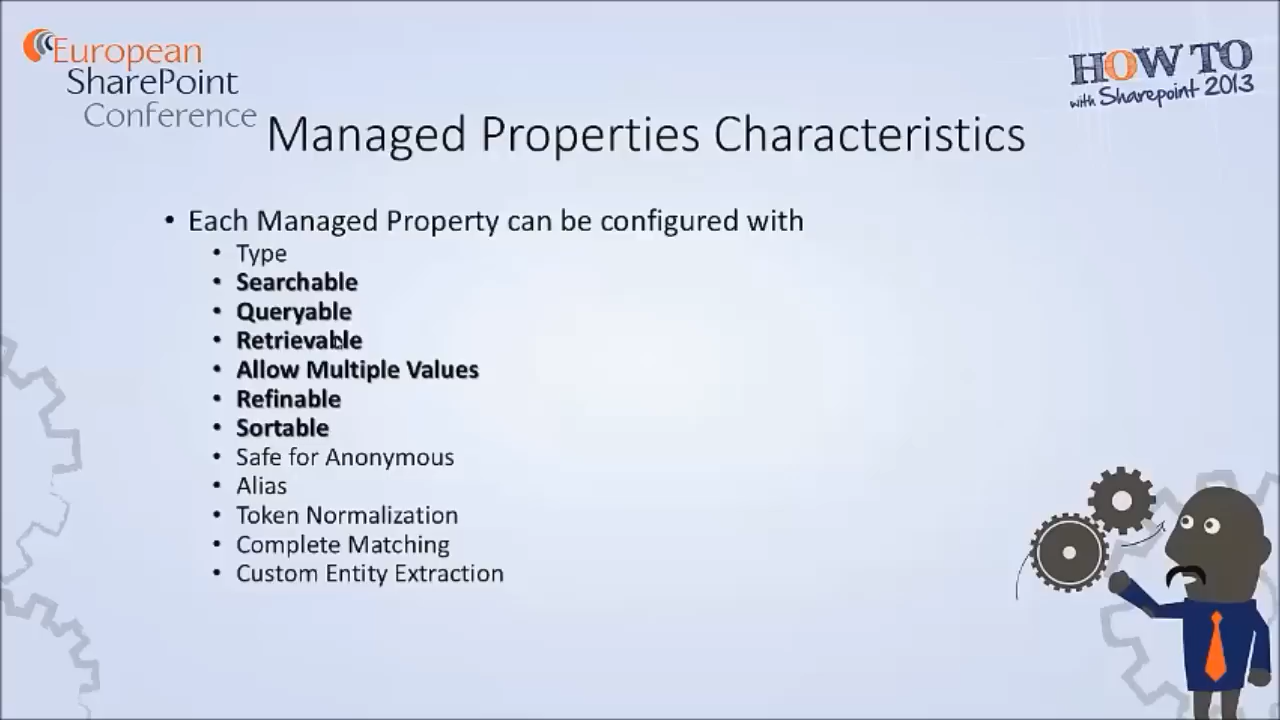 European
SharePoint
Conference
HOW TO
with Sharepoint 2013
Managed Properties Characteristics
• Each Managed Property can be configured with
• Type
• Searchable
• Queryable
• Retrievable
• Allow Multiple Values
• Refinable
• Sortable
• Safe for Anonymous
• Alias
• Token Normalization
• Complete Matching
• Custom Entity Extraction